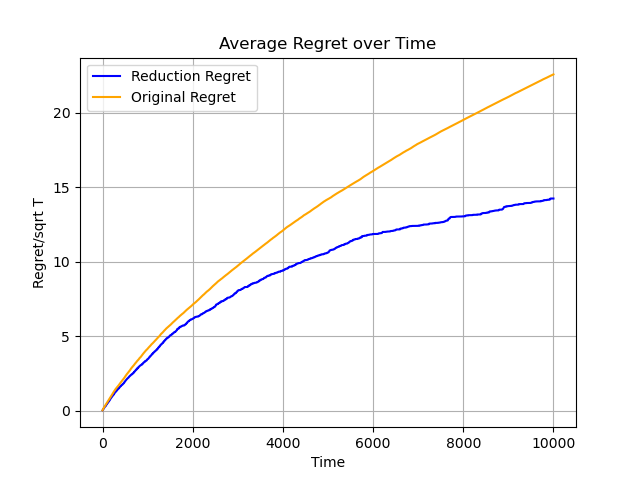 Average Regret over Time
Reduction Regret
Original Regret
Regret/sqrt T
20
15
10
5
0
0 2000 4000 6000 8000 10000
Time